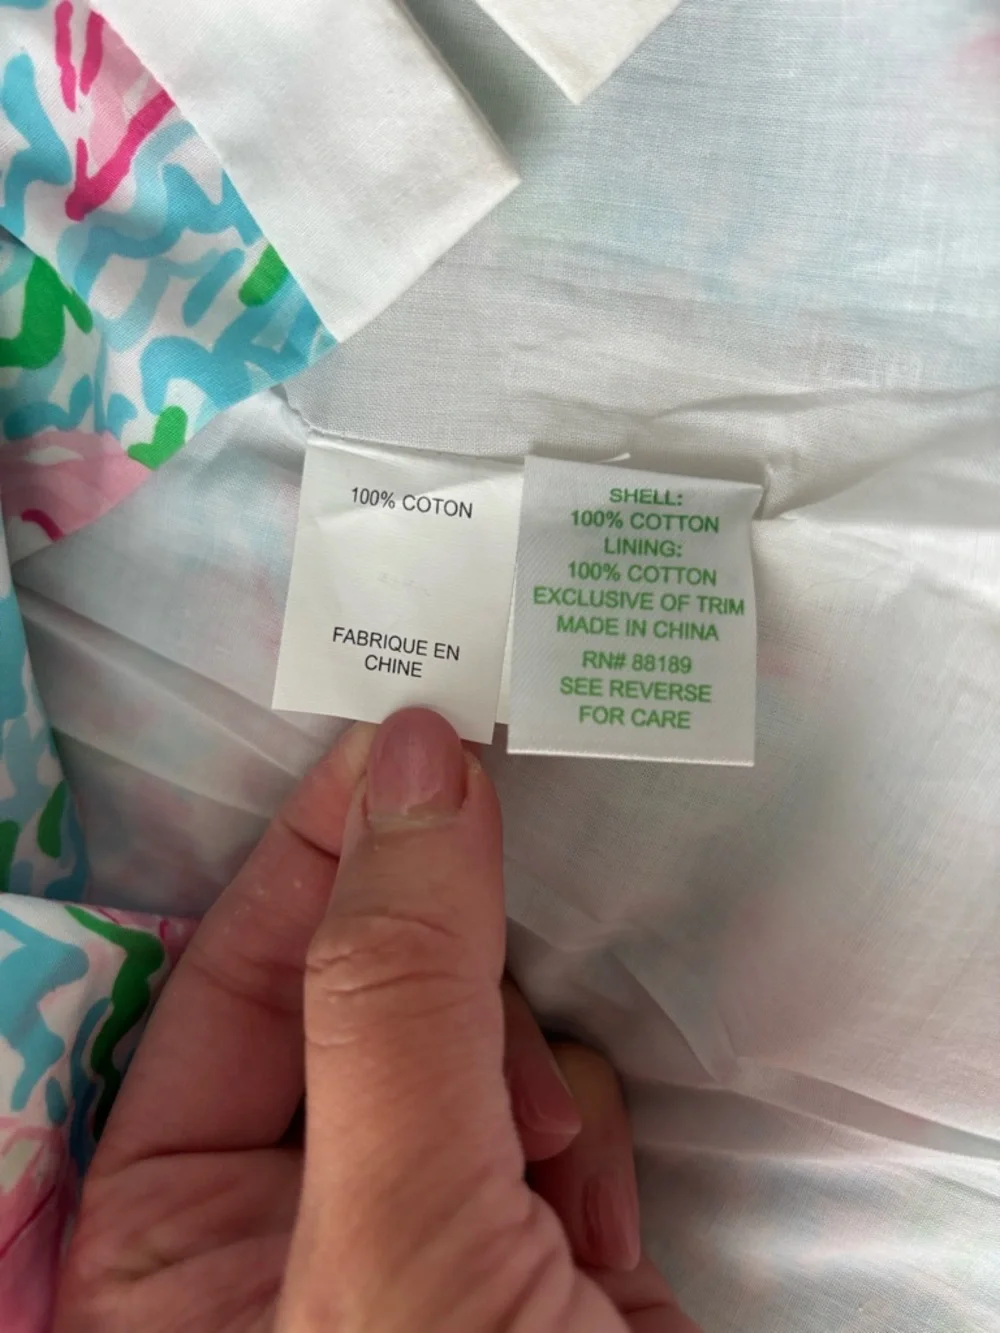 100% COTON
FABRIQUE EN
CHINE
SHELL:
100% COTTON
LINING:
100% COTTON
EXCLUSIVE OF TRIM
MADE IN CHINA
RN# 88189
SEE REVERSE
FOR CARE